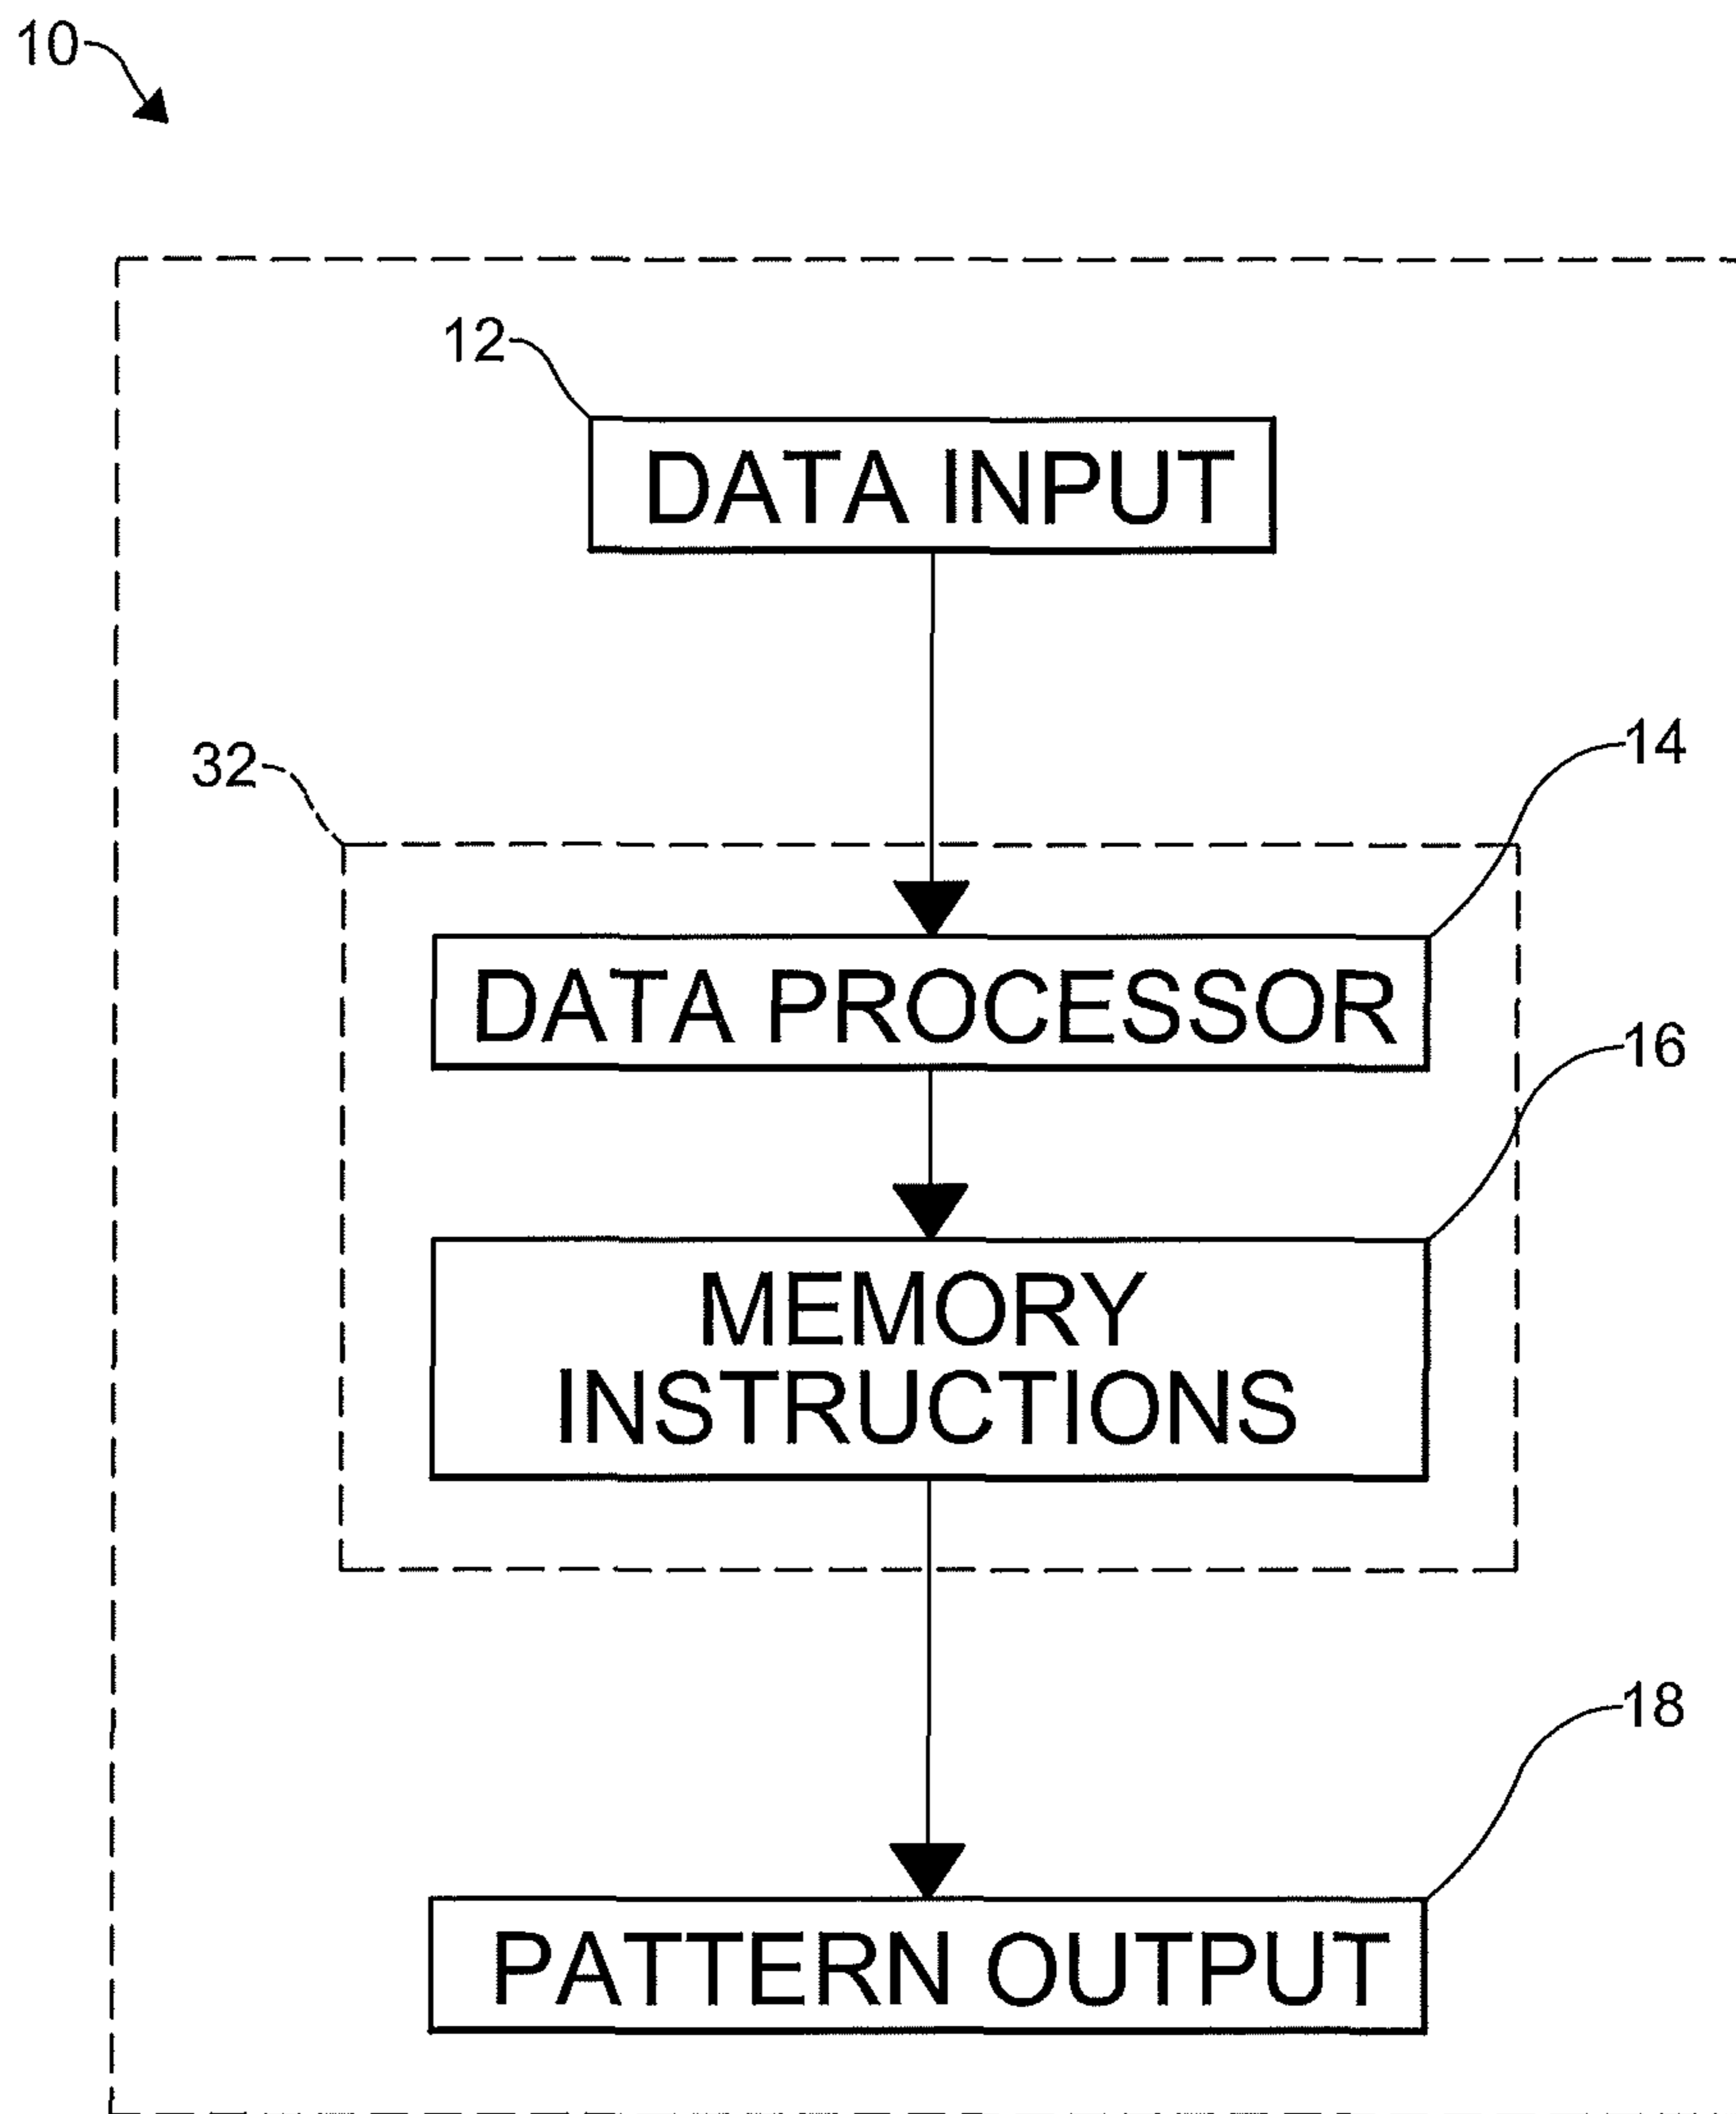 10
12
DATA INPUT
32
14
DATA PROCESSOR
16
MEMORY
INSTRUCTIONS
18
PATTERN OUTPUT